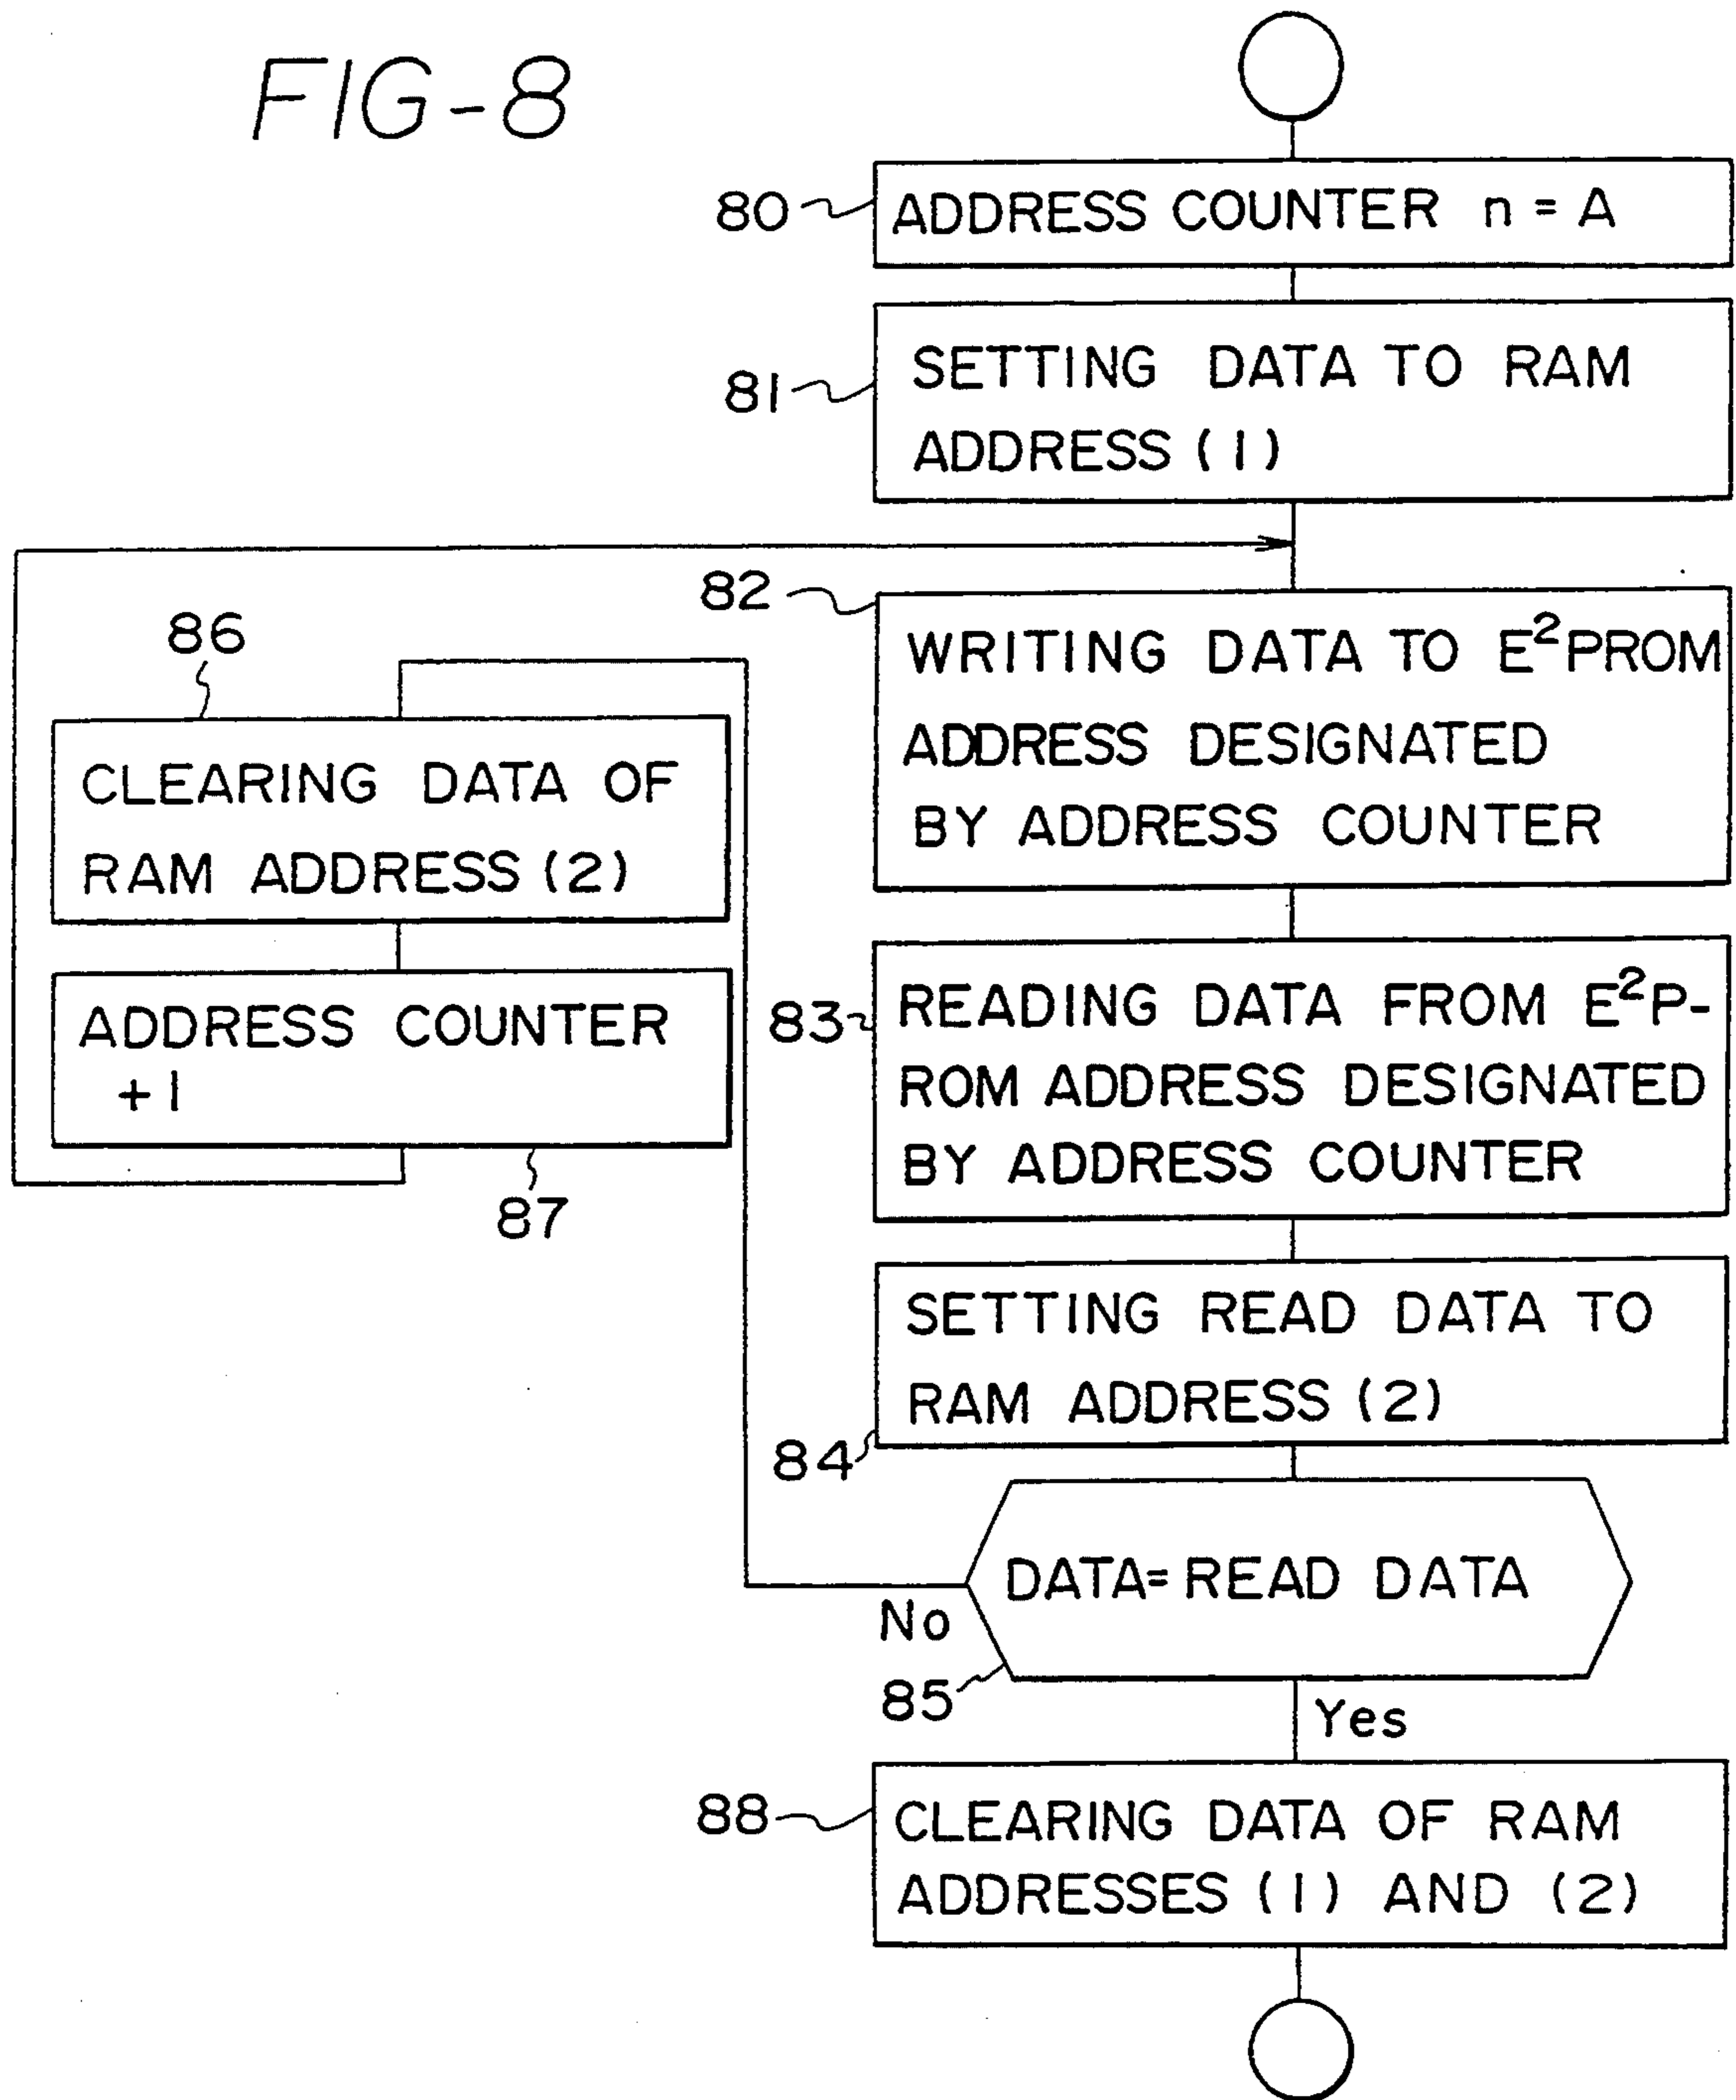 FIG-8
80
ADDRESS COUNTER n = A
81
SETTING DATA TO RAM
ADDRESS (1)
82
WRITING DATA TO E²PROM
ADDRESS DESIGNATED
BY ADDRESS COUNTER
86
CLEARING DATA OF
RAM ADDRESS (2)
ADDRESS COUNTER
+1
87
83
READING DATA FROM E²P-
ROM ADDRESS DESIGNATED
BY ADDRESS COUNTER
SETTING READ DATA TO
RAM ADDRESS (2)
84
DATA=READ DATA
No
85
Yes
88
CLEARING DATA OF RAM
ADDRESSES (1) AND (2)